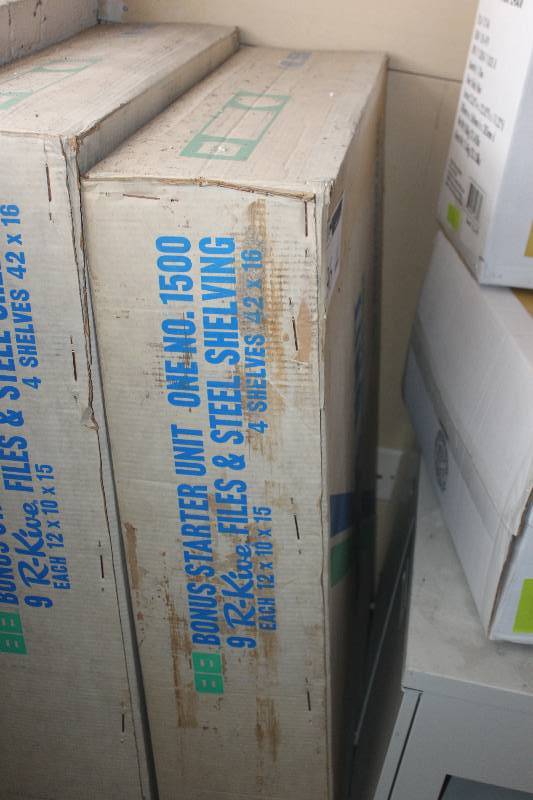 BONUS STARTER UNIT ONE NO. 1500
9 R-Kive FILES & STEEL SHELVING
EACH 12 X 10 X 15 4 SHELVES 42 X 16
9 R-Kive FILES & STEEL
EACH 12 X 10 X 15 4 SHELVES 42 X 16